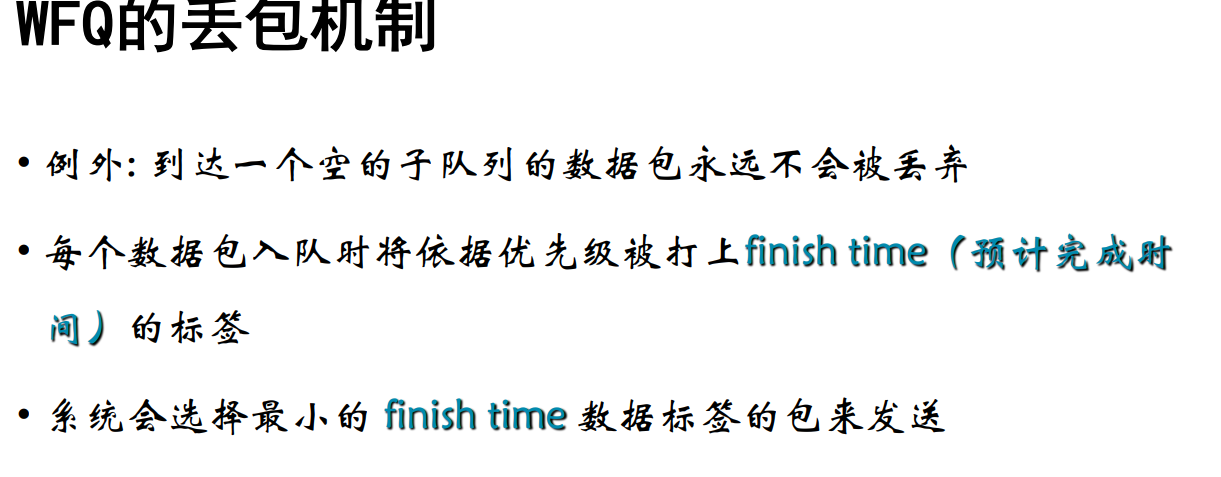 WFQ的丢包机制
• 例外: 到达一个空的子队列的数据包永远不会被丢弃
• 每个数据包入队时将依据优先级被打上finish time（预计完成时
间）的标签
• 系统会选择最小的 finish time 数据标签的包来发送